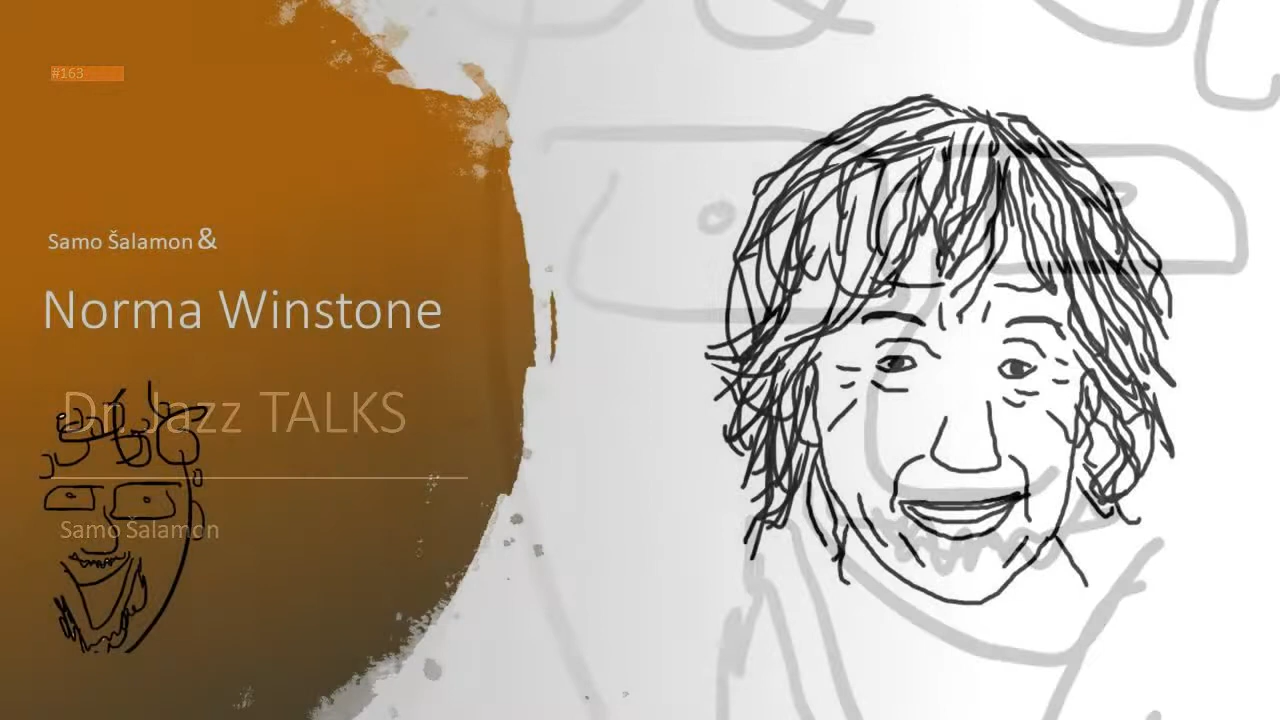 #163
Samo Šalamon &
Norma Winstone
Dr. Jazz TALKS
Samo Šalamon